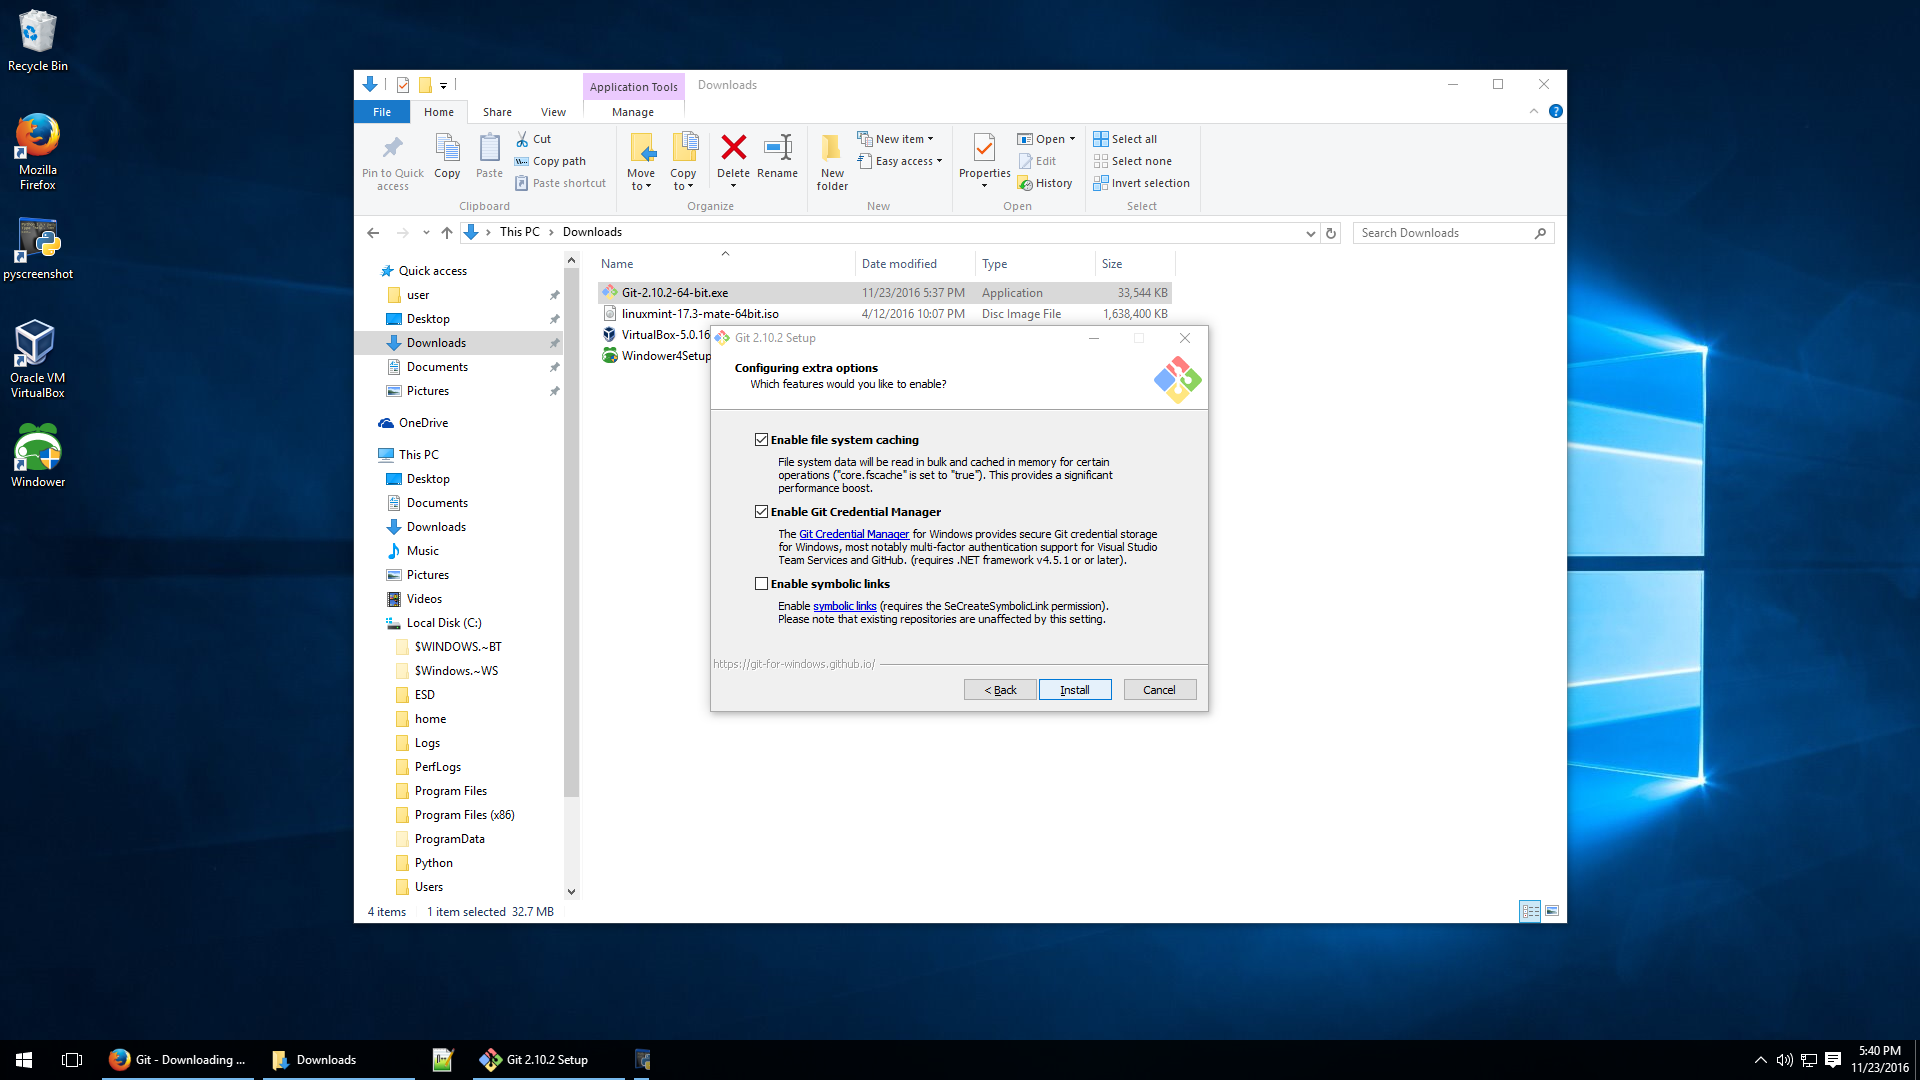 Recycle Bin
Mozilla
Firefox
pyscreenshot
Oracle VM
VirtualBox
Windower
Application Tools
Downloads
File
Home
Share
View
Manage
Pin to Quick
access
Copy
Paste
Cut
Copy path
Paste shortcut
Clipboard
Move
to
Copy
to
Delete
Rename
Organize
New
folder
New item
Easy access
New
Properties
Open
Edit
History
Open
Select all
Select none
Invert selection
Select
This PC
Downloads
Search Downloads
Quick access
user
Desktop
Downloads
Documents
Pictures
OneDrive
This PC
Desktop
Documents
Downloads
Music
Pictures
Videos
Local Disk (C:)
$WINDOWS.~BT
$Windows.~WS
ESD
home
Logs
PerfLogs
Program Files
Program Files (x86)
ProgramData
Python
Users
Name
Date modified
Type
Size
Git-2.10.2-64-bit.exe 11/23/2016 5:37 PM Application 33,544 KB
linuxmint-17.3-mate-64bit.iso 4/12/2016 10:07 PM Disc Image File 1,638,400 KB
VirtualBox-5.0.16
Windower4Setup
Git 2.10.2 Setup
Configuring extra options
Which features would you like to enable?
Enable file system caching
File system data will be read in bulk and cached in memory for certain
operations ("core.fscache" is set to "true"). This provides a significant
performance boost.
Enable Git Credential Manager
The Git Credential Manager for Windows provides secure Git credential storage
for Windows, most notably multi-factor authentication support for Visual Studio
Team Services and GitHub. (requires .NET framework v4.5.1 or or later).
Enable symbolic links
Enable symbolic links (requires the SeCreateSymbolicLink permission).
Please note that existing repositories are unaffected by this setting.
https://git-for-windows.github.io/
< Back
Install
Cancel
4 items
1 item selected 32.7 MB
Git - Downloading ...
Downloads
Git 2.10.2 Setup
5:40 PM
11/23/2016